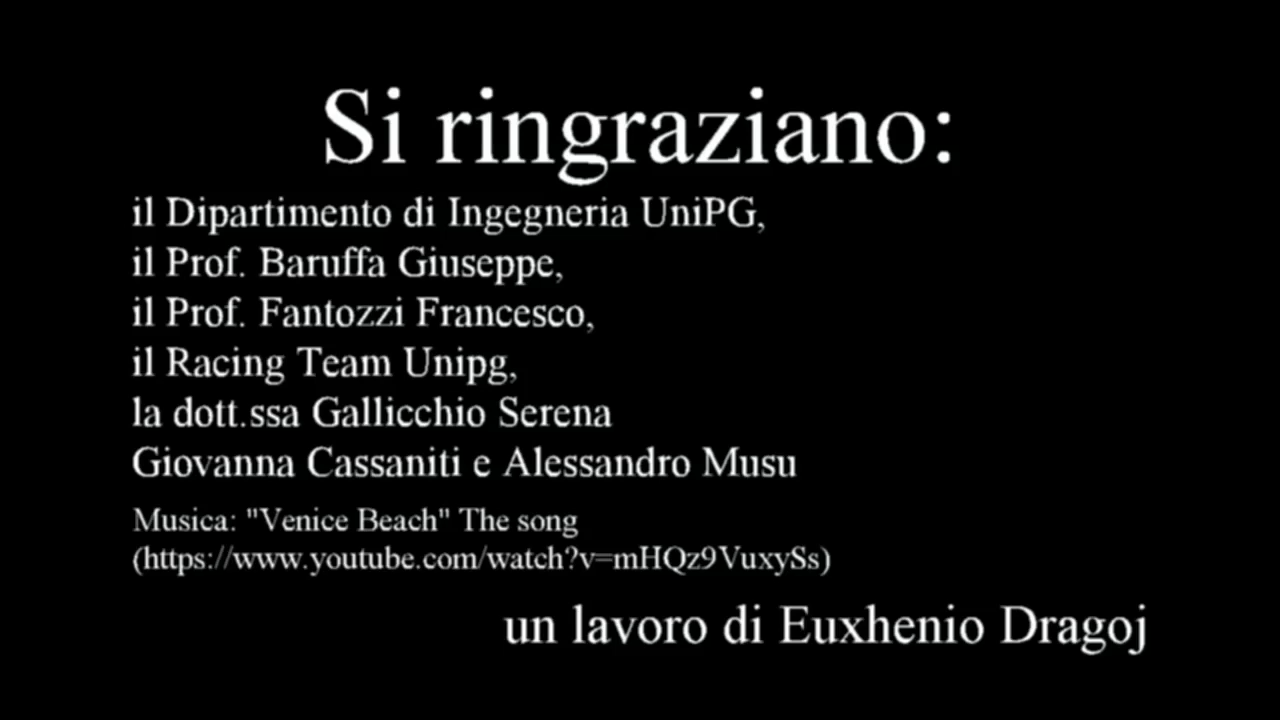 Si ringraziano:
il Dipartimento di Ingegneria UniPG,
il Prof. Baruffa Giuseppe,
il Prof. Fantozzi Francesco,
il Racing Team Unipg,
la dott.ssa Gallicchio Serena
Giovanna Cassaniti e Alessandro Musu
Musica: "Venice Beach" The song
(https://www.youtube.com/watch?v=mHQz9VuxySs)
un lavoro di Euxhenio Dragoj